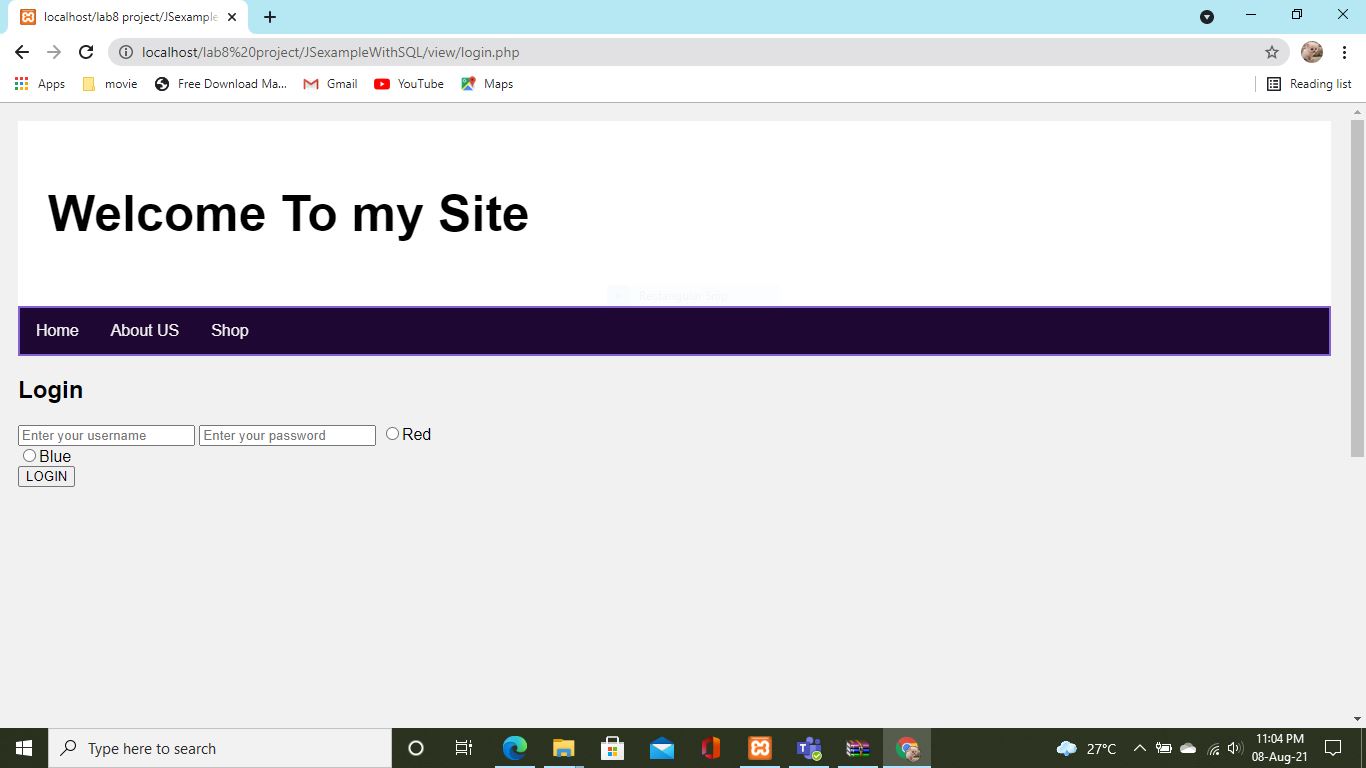 localhost/lab8 project/JSexample
localhost/lab8%20project/JSexampleWithSQL/view/login.php
Apps movie Free Download Ma... Gmail YouTube Maps Reading list
Welcome To my Site
Rectangular Snip
Home About US Shop
Login
Enter your username Enter your password Red
Blue
LOGIN
Type here to search 27°C 11:04 PM
08-Aug-21